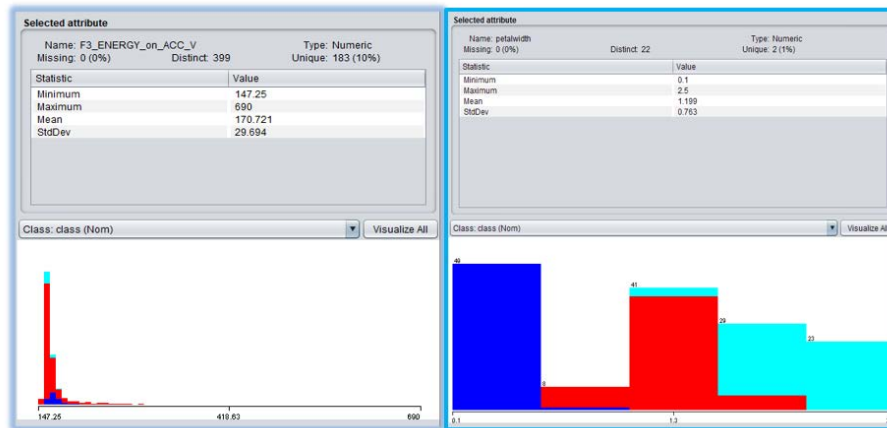 Selected attribute
Name: F3_ENERGY_on_ACC_V Type: Numeric
Missing: 0 (0%) Distinct: 399 Unique: 183 (10%)
Statistic Value
Minimum 147.25
Maximum 690
Mean 170.721
StdDev 29.694
Class: class (Nom) Visualize All
147.25 418.63 690
Selected attribute
Name: petalwidth Type: Numeric
Missing: 0 (0%) Distinct: 22 Unique: 2 (1%)
Statistic Value
Minimum 0.1
Maximum 2.5
Mean 1.199
StdDev 0.763
Class: class (Nom) Visualize All
49
41
29
23
8
0.1 1.3